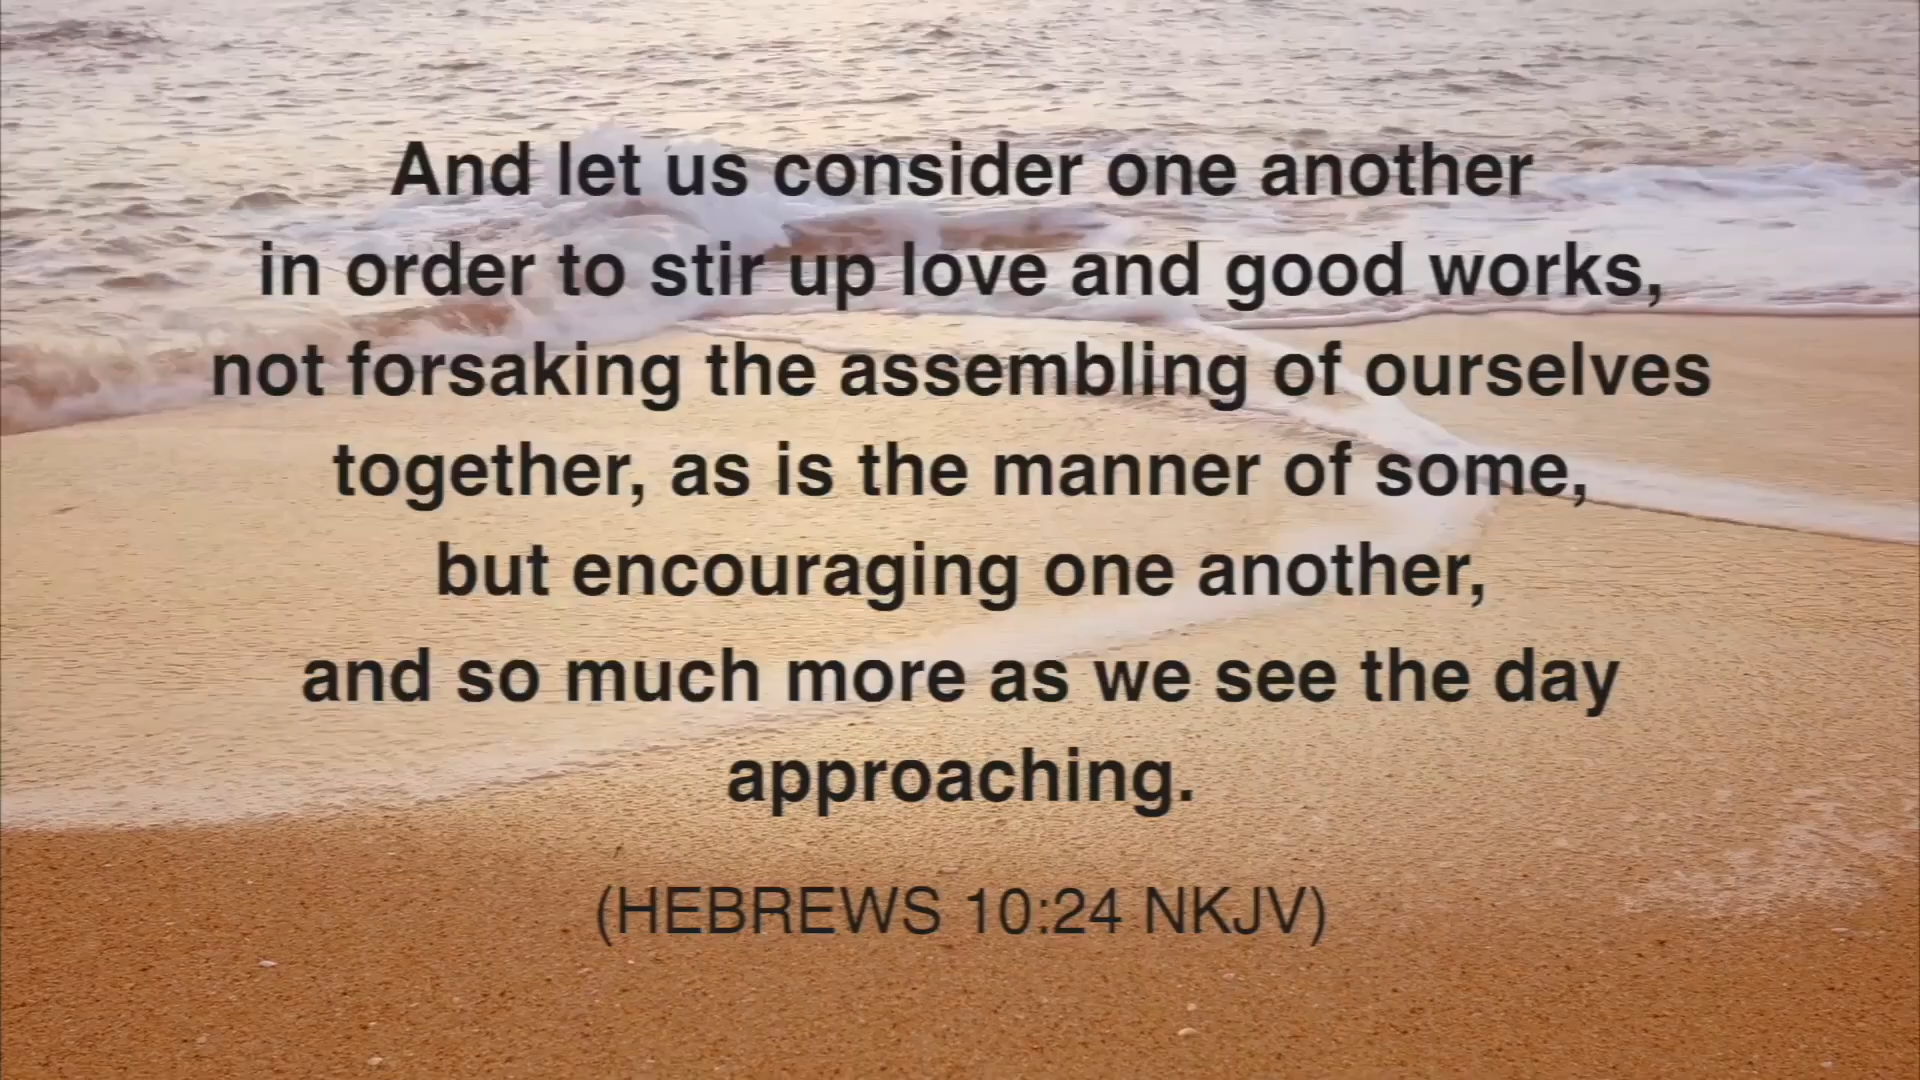 And let us consider one another
in order to stir up love and good works,
not forsaking the assembling of ourselves
together, as is the manner of some,
but encouraging one another,
and so much more as we see the day
approaching.
(HEBREWS 10:24 NKJV)